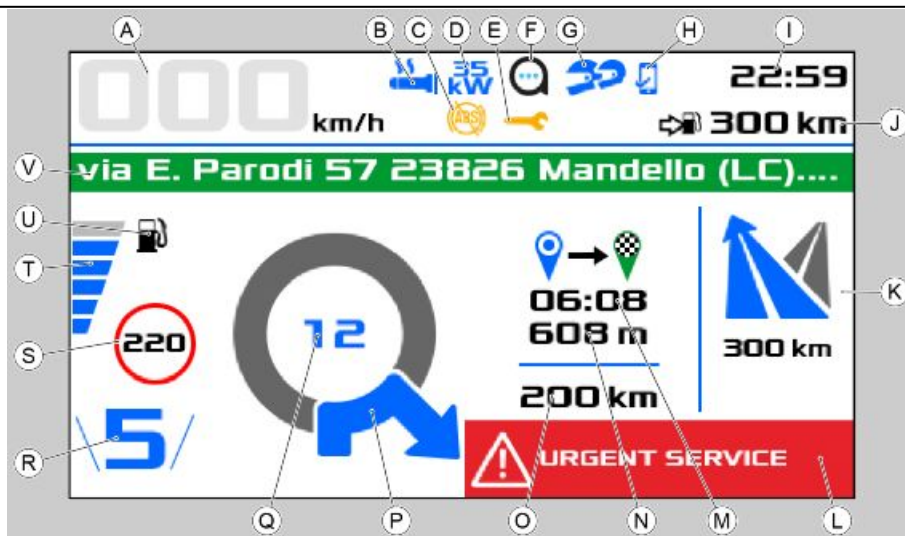 A B C D E F G H I
000 km/h
35 kW
ABS
22:59
300 km
J
V
via E. Parodi 57 23826 Mandello (LC)....
U
T
K
12
06:08
608 m
300 km
S
220
200 km
R
5
URGENT SERVICE
Q P O N M L